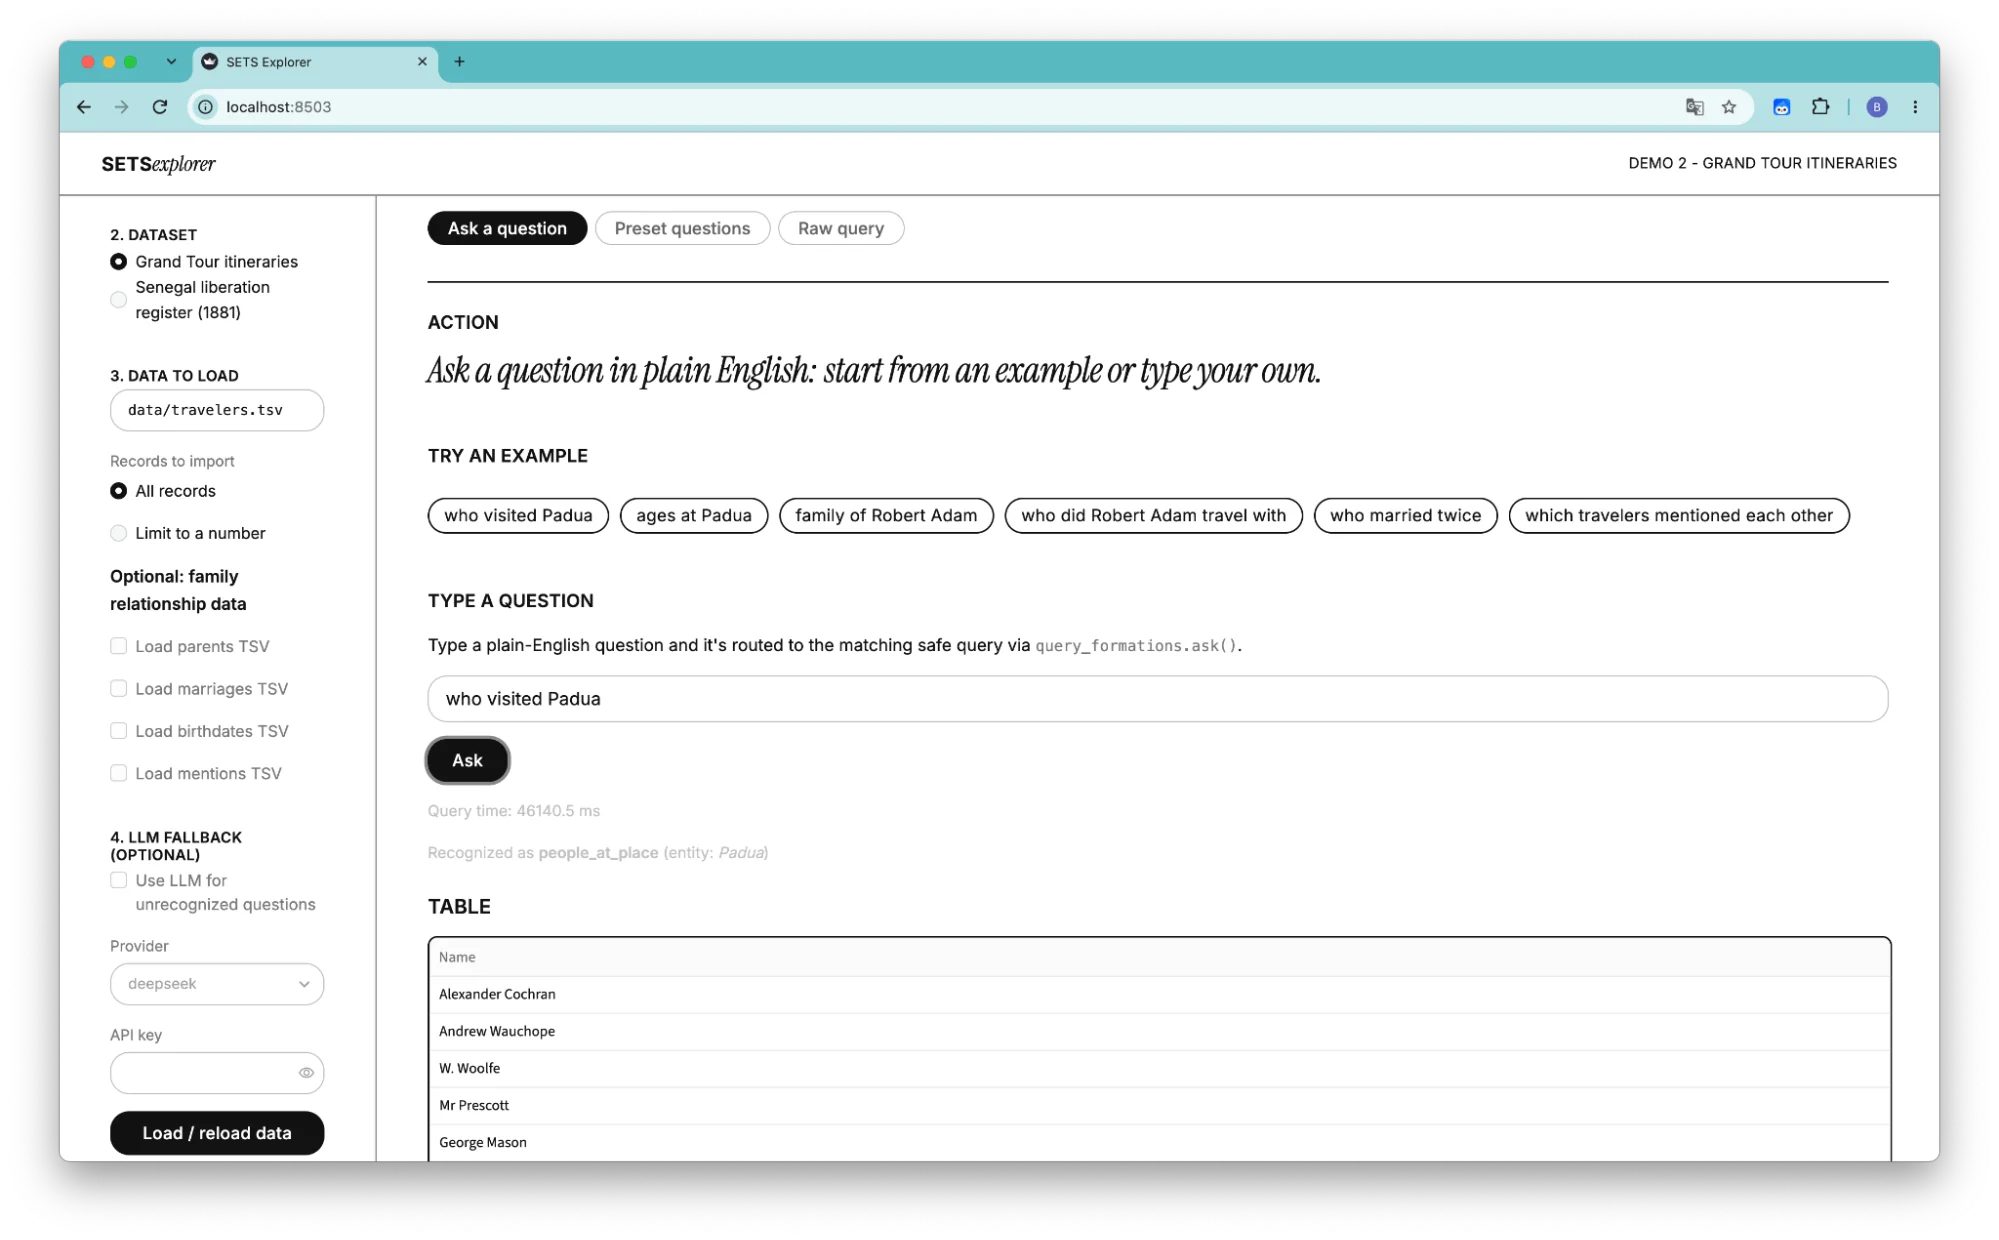 SETS Explorer
localhost:8503
B
SETSexplorer
DEMO 2 - GRAND TOUR ITINERARIES
2. DATASET
Grand Tour itineraries
Senegal liberation
register (1881)
3. DATA TO LOAD
data/travelers.tsv
Records to import
All records
Limit to a number
Optional: family
relationship data
Load parents TSV
Load marriages TSV
Load birthdates TSV
Load mentions TSV
4. LLM FALLBACK
(OPTIONAL)
Use LLM for
unrecognized questions
Provider
deepseek
API key
Load / reload data
Ask a question
Preset questions
Raw query
ACTION
Ask a question in plain English: start from an example or type your own.
TRY AN EXAMPLE
who visited Padua
ages at Padua
family of Robert Adam
who did Robert Adam travel with
who married twice
which travelers mentioned each other
TYPE A QUESTION
Type a plain-English question and it's routed to the matching safe query via query_formations.ask().
who visited Padua
Ask
Query time: 46140.5 ms
Recognized as people_at_place (entity: Padua)
TABLE
Name
Alexander Cochran
Andrew Wauchope
W. Woolfe
Mr Prescott
George Mason